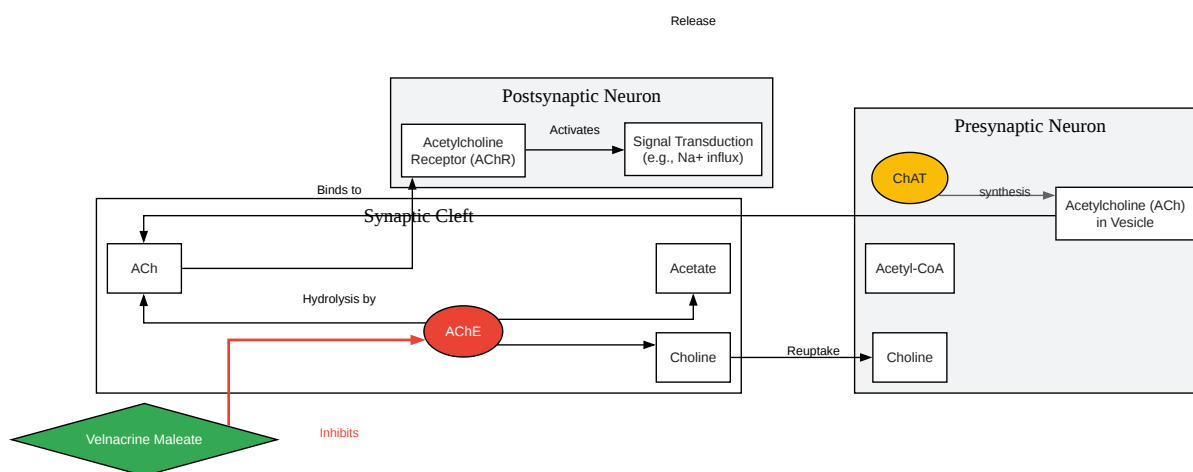 Release
Postsynaptic Neuron
Acetylcholine
Receptor (AChR)
Activates
Signal Transduction
(e.g., Na+ influx)
Presynaptic Neuron
ChAT
synthesis
Acetylcholine (ACh)
in Vesicle
Binds to
Synaptic Cleft
ACh
Acetate
Acetyl-CoA
Hydrolysis by
AChE
Choline
Reuptake
Choline
Velnacrine Maleate
Inhibits